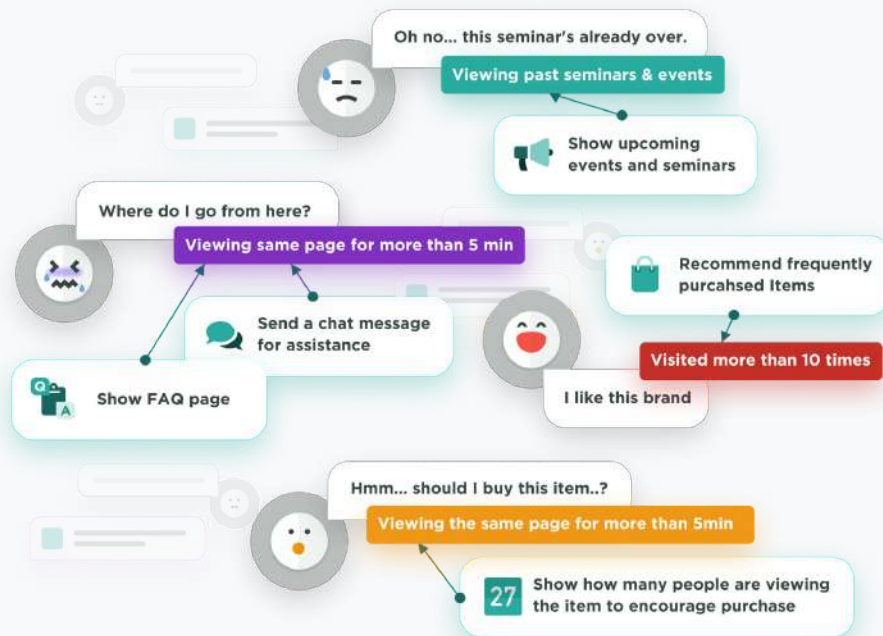 Oh no... this seminar's already over.
Viewing past seminars & events
Show upcoming
events and seminars
Where do I go from here?
Viewing same page for more than 5 min
Send a chat message
for assistance
Q
A
Show FAQ page
Recommend frequently
purcahsed Items
Visited more than 10 times
I like this brand
Hmm... should I buy this item..?
Viewing the same page for more than 5min
27
Show how many people are viewing
the item to encourage purchase